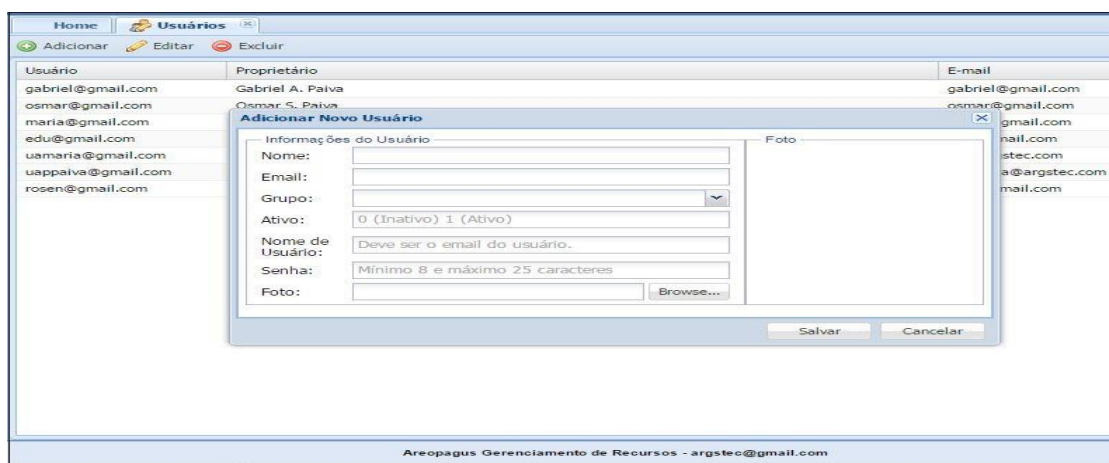 Home Usuários
Adicionar Editar Excluir
Usuário Proprietário E-mail
gabriel@gmail.com Gabriel A. Paiva gabriel@gmail.com
osmar@gmail.com Osmar S. Paiva osmar@gmail.com
maria@gmail.com gmail.com
edu@gmail.com mail.com
uamaria@gmail.com stec.com
uappaiva@gmail.com a@argstec.com
rosen@gmail.com mail.com
Adicionar Novo Usuário
Informações do Usuário Foto
Nome:
Email:
Grupo:
Ativo: 0 (Inativo) 1 (Ativo)
Nome de
Usuário: Deve ser o email do usuário.
Senha: Mínimo 8 e máximo 25 caracteres
Foto: Browse...
Salvar Cancelar
Areopagus Gerenciamento de Recursos - argstec@gmail.com